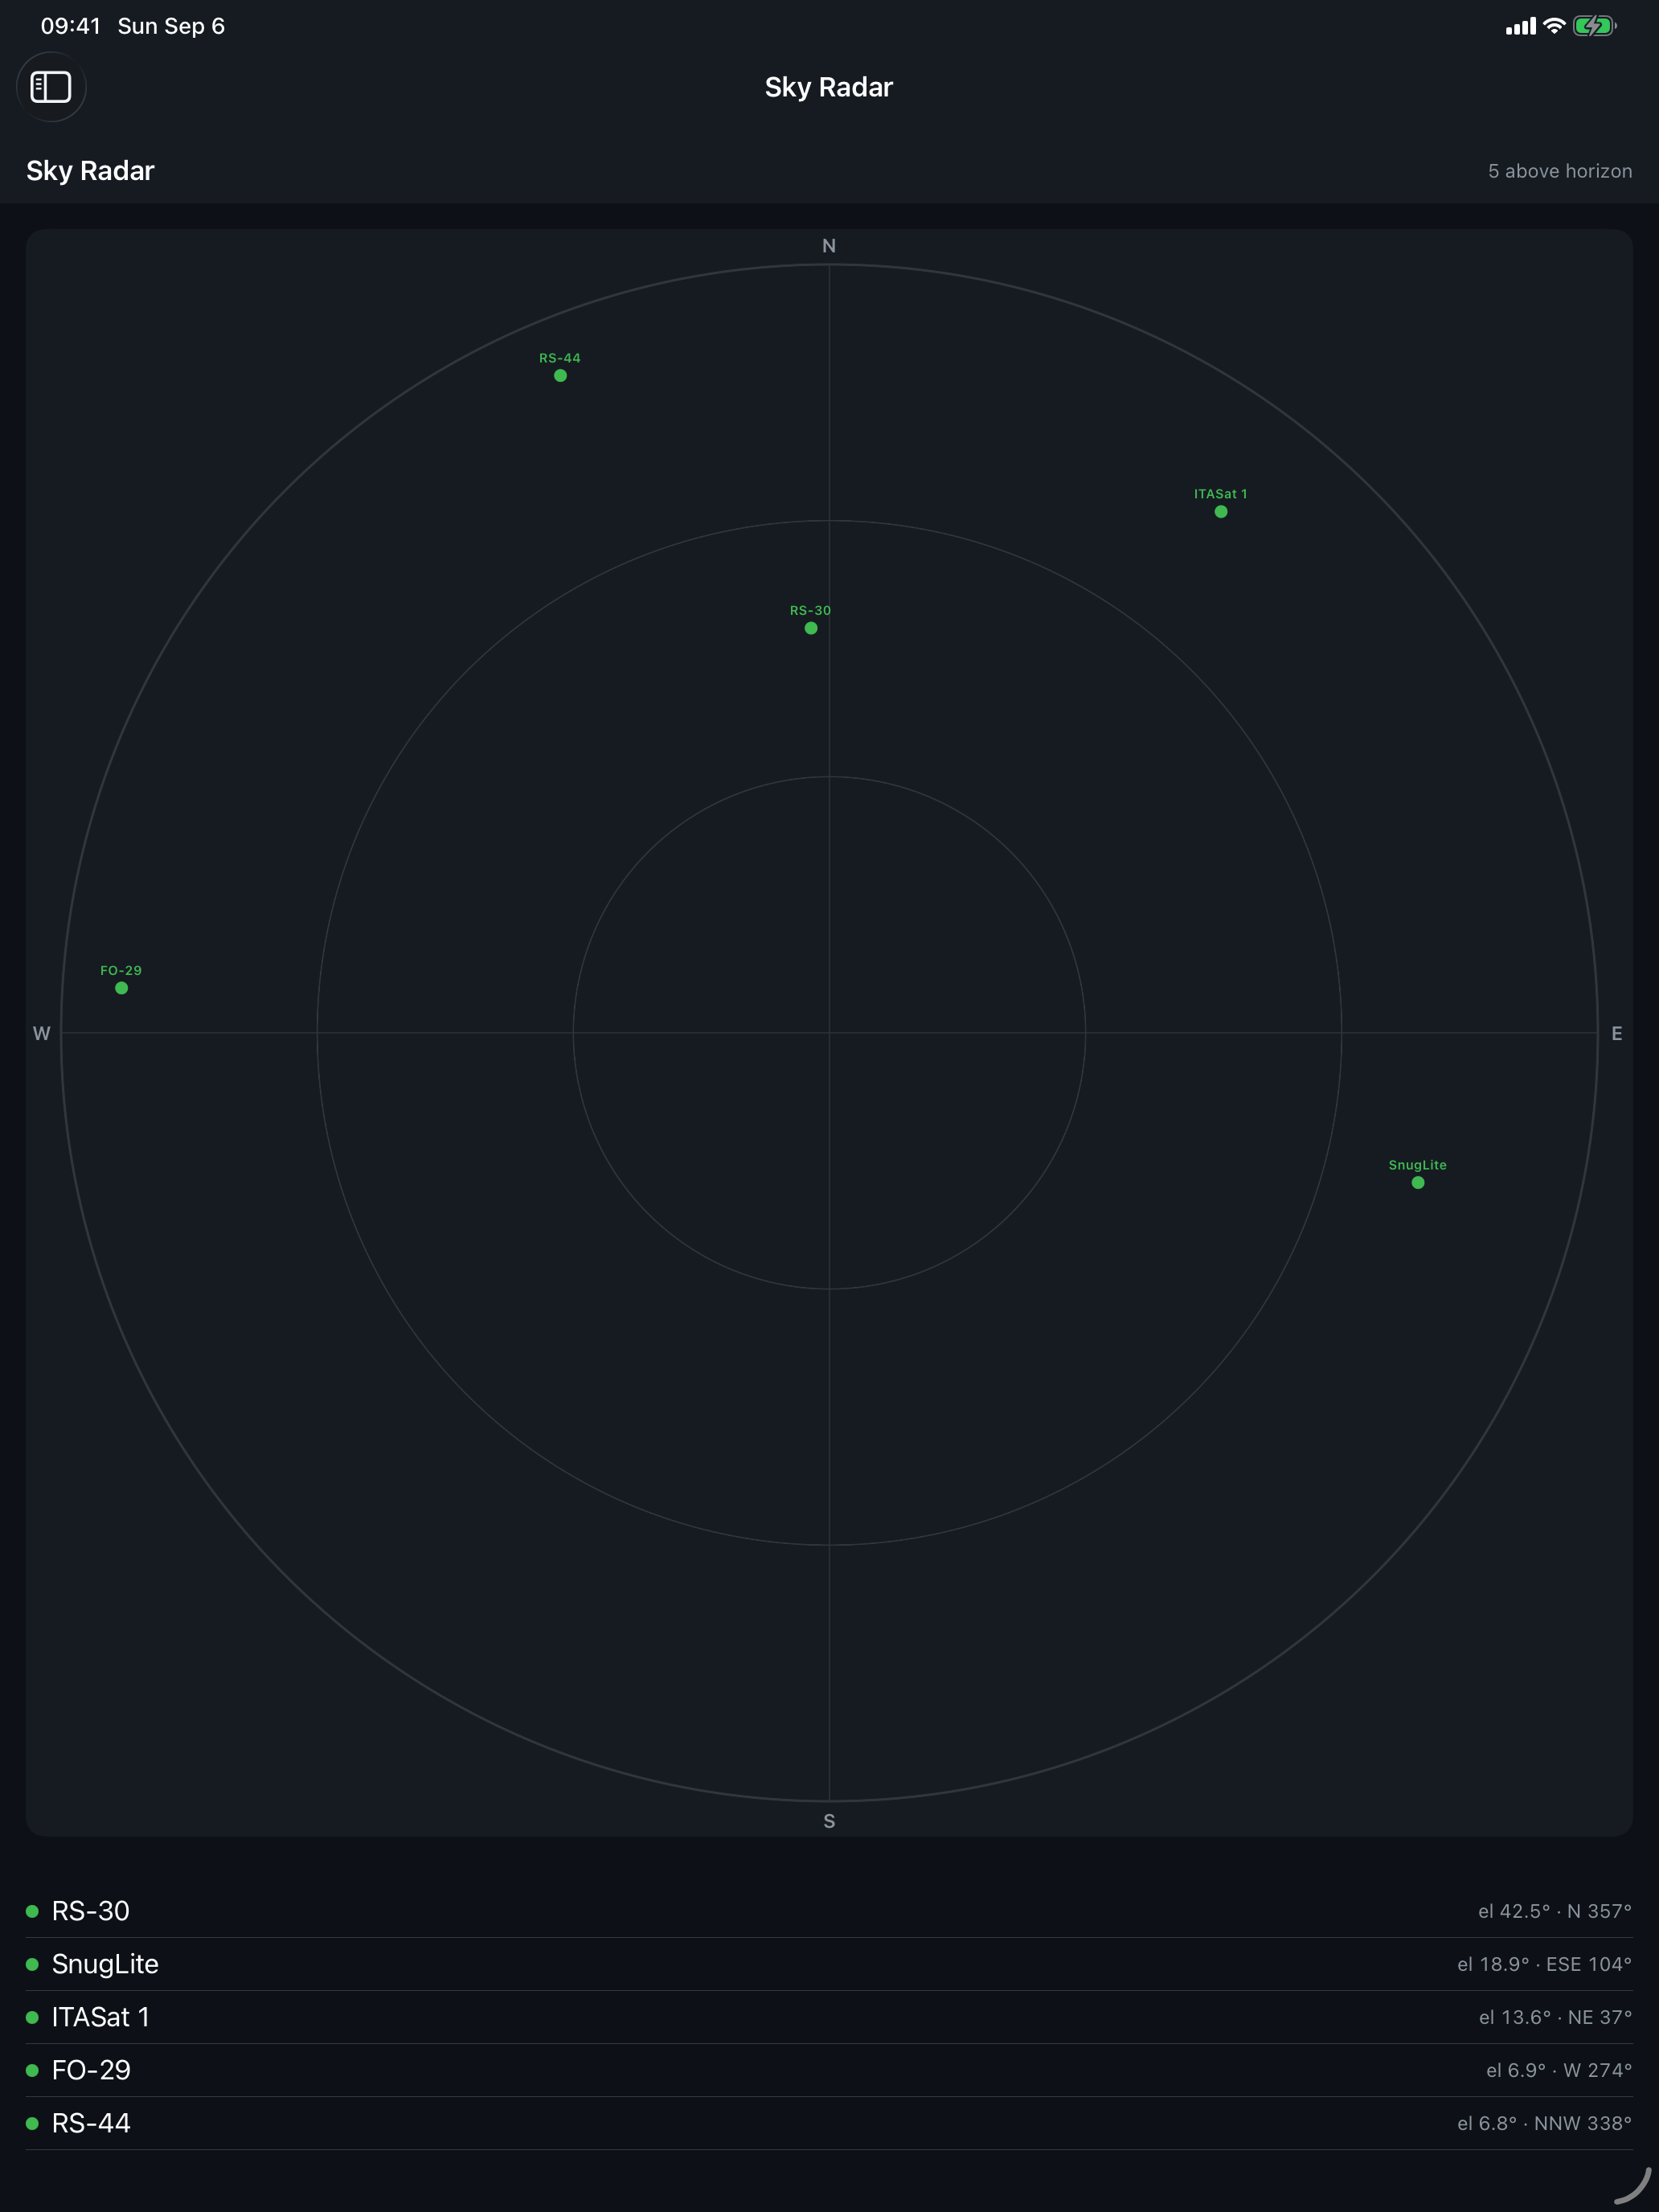 09:41 Sun Sep 6
Sky Radar
Sky Radar
5 above horizon
N
RS-44
ITASat 1
RS-30
FO-29
W
E
SnugLite
S
RS-30
el 42.5° · N 357°
SnugLite
el 18.9° · ESE 104°
ITASat 1
el 13.6° · NE 37°
FO-29
el 6.9° · W 274°
RS-44
el 6.8° · NNW 338°